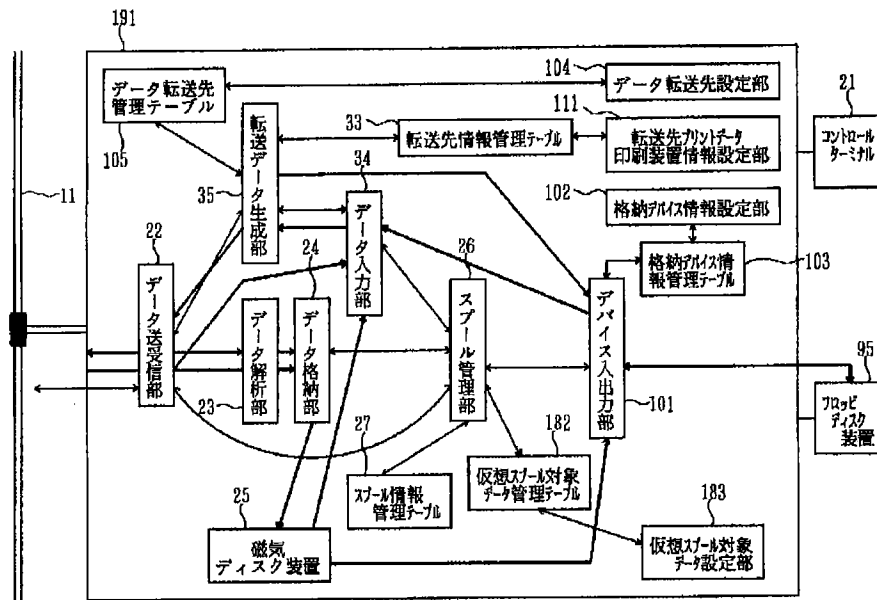 191
データ転送先
管理テーブル
105
104
データ転送先設定部
111
転送先プリントデータ
印刷装置情報設定部
21
コントロール
ターミナル
33
転送先情報管理テーブル
転送データ生成部
35
34
データ入力部
102
格納デバイス情報設定部
格納デバイス情
報管理テーブル
103
11
22
データ送受信部
データ解析部
23
24
データ格納部
26
スプール管理部
デバイス入出力部
101
95
フロッピ
ディスク
装置
27
スプール情報
管理テーブル
182
仮想スプール対象
データ管理テーブル
183
仮想スプール対象
データ設定部
25
磁気
ディスク装置